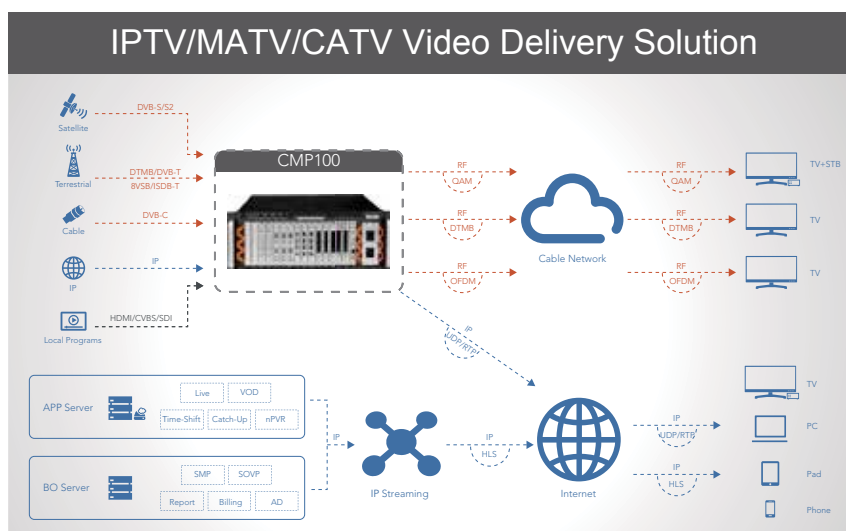 IPTV/MATV/CATV Video Delivery Solution
Satellite
DVB-S/S2
Terrestrial
DTMB/DVB-T
8VSB/ISDB-T
Cable
DVB-C
IP
IP
Local Programs
HDMI/CVBS/SDI
CMP100
RF
QAM
RF
DTMB
RF
OFDM
Cable Network
RF
QAM
RF
DTMB
RF
OFDM
TV+STB
TV
TV
IP
UDP/RTP
APP Server
Live
VOD
Time-Shift
Catch-Up
nPVR
BO Server
SMP
SOVP
Report
Billing
AD
IP
IP Streaming
IP
HLS
Internet
IP
UDP/RTP
IP
HLS
TV
PC
Pad
Phone